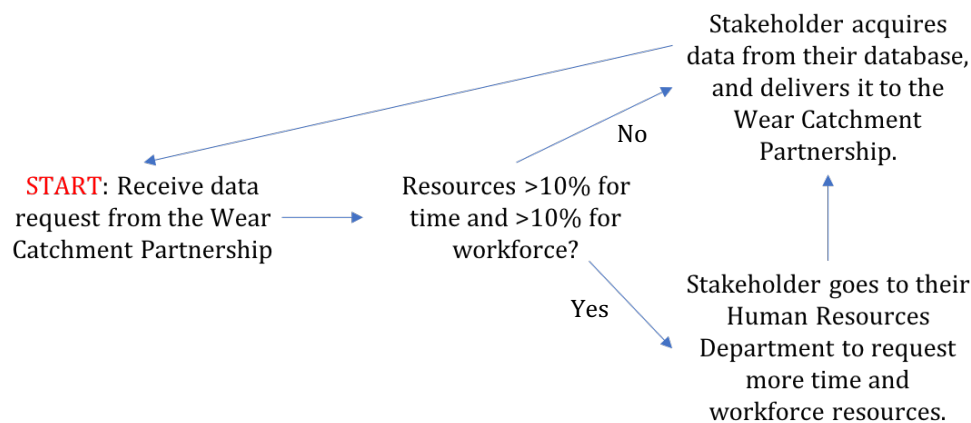 START: Receive data
request from the Wear
Catchment Partnership
Resources >10% for
time and >10% for
workforce?
No
Yes
Stakeholder acquires
data from their database,
and delivers it to the
Wear Catchment
Partnership.
Stakeholder goes to their
Human Resources
Department to request
more time and
workforce resources.